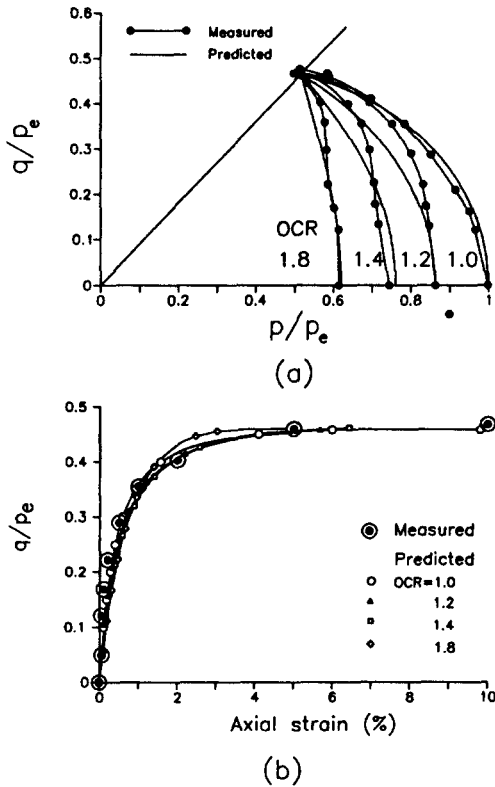 (a)
0.6
0.5
0.4
0.3
0.2
0.1
0
q/pₑ
Measured
Predicted
OCR
1.8
1.4
1.2
1.0
0
0.2
0.4
0.6
0.8
1
p/pₑ
(a)
0.5
0.4
0.3
0.2
0.1
0
q/pₑ
Measured
Predicted
OCR=1.0
1.2
1.4
1.8
0
2
4
6
8
10
Axial strain (%)
(b)